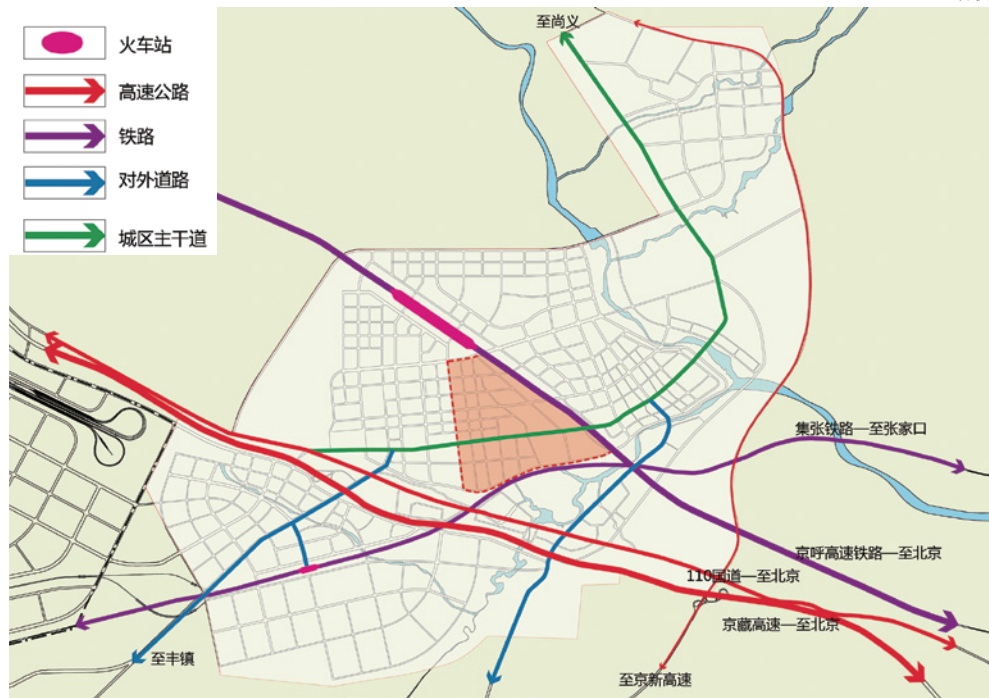 火车站
高速公路
铁路
对外道路
城区主干道
至尚义
集张铁路—至张家口
京呼高速铁路—至北京
110国道—至北京
京藏高速—至北京
至丰镇
至京新高速